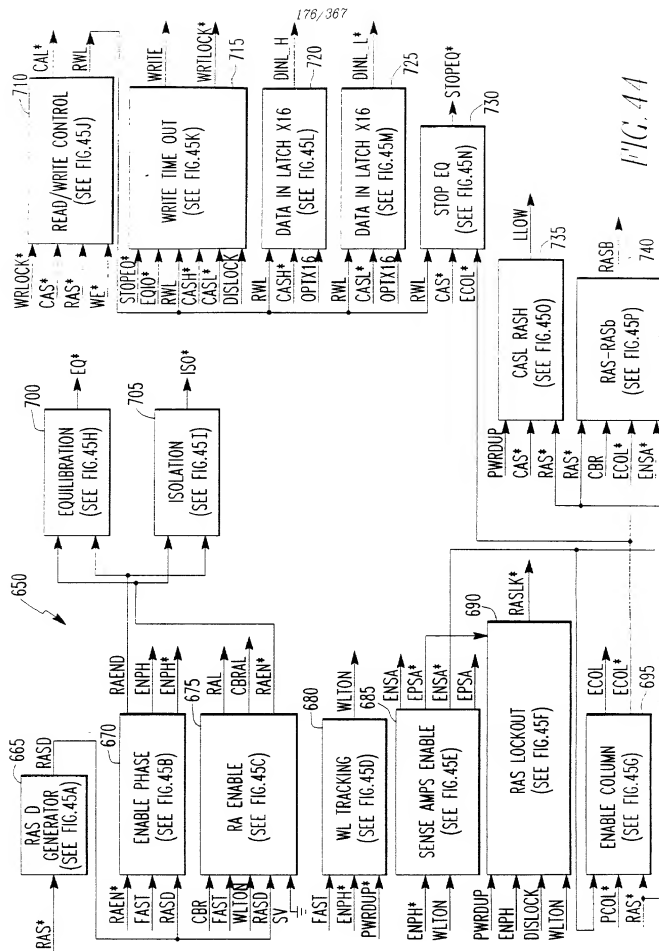 176/367
650
RAS*
665
RAS D
GENERATOR
(SEE FIG.45A)
RASD
RAEN*
FAST
RASD
670
ENABLE PHASE
(SEE FIG.45B)
RAEND
ENPH
ENPH*
CBR
FAST
WLTON
RASD
SV
675
RA ENABLE
(SEE FIG.45C)
RAL
CBRAL
RAEN*
FAST
ENPH*
PWRDUP*
680
WL TRACKING
(SEE FIG.45D)
WLTON
ENPH*
WLTON
685
SENSE AMPS ENABLE
(SEE FIG.45E)
ENSA
EPSA*
ENSA*
EPSA
PWRDUP
ENPH
DISLOCK
WLTON
690
RAS LOCKOUT
(SEE FIG.45F)
RASLK*
PCOL*
RAS*
695
ENABLE COLUMN
(SEE FIG.45G)
ECOL
ECOL*
700
EQUILIBRATION
(SEE FIG.45H)
EQ*
705
ISOLATION
(SEE FIG.45I)
ISO*
WRLOCK*
CAS*
RAS*
WE*
710
READ/WRITE CONTROL
(SEE FIG.45J)
CAL*
RWL
STOPEQ*
EQIO*
RWL
CASH*
CASL*
DISLOCK
WRITE TIME OUT
(SEE FIG.45K)
WRITE
WRTLOCK*
715
RWL
CASH*
OPTX16
DATA IN LATCH X16
(SEE FIG.45L)
DINL H
720
RWL
CASL*
OPTX16
DATA IN LATCH X16
(SEE FIG.45M)
DINL L*
725
RWL
CAS*
ECOL*
STOP EQ
(SEE FIG.45N)
STOPEQ*
730
PWRDUP
CAS*
RAS*
CASL RASH
(SEE FIG.45O)
LLOW
735
RAS*
CBR
ECOL*
ENSA*
RAS-RASb
(SEE FIG.45P)
RASB
740
FIG.44